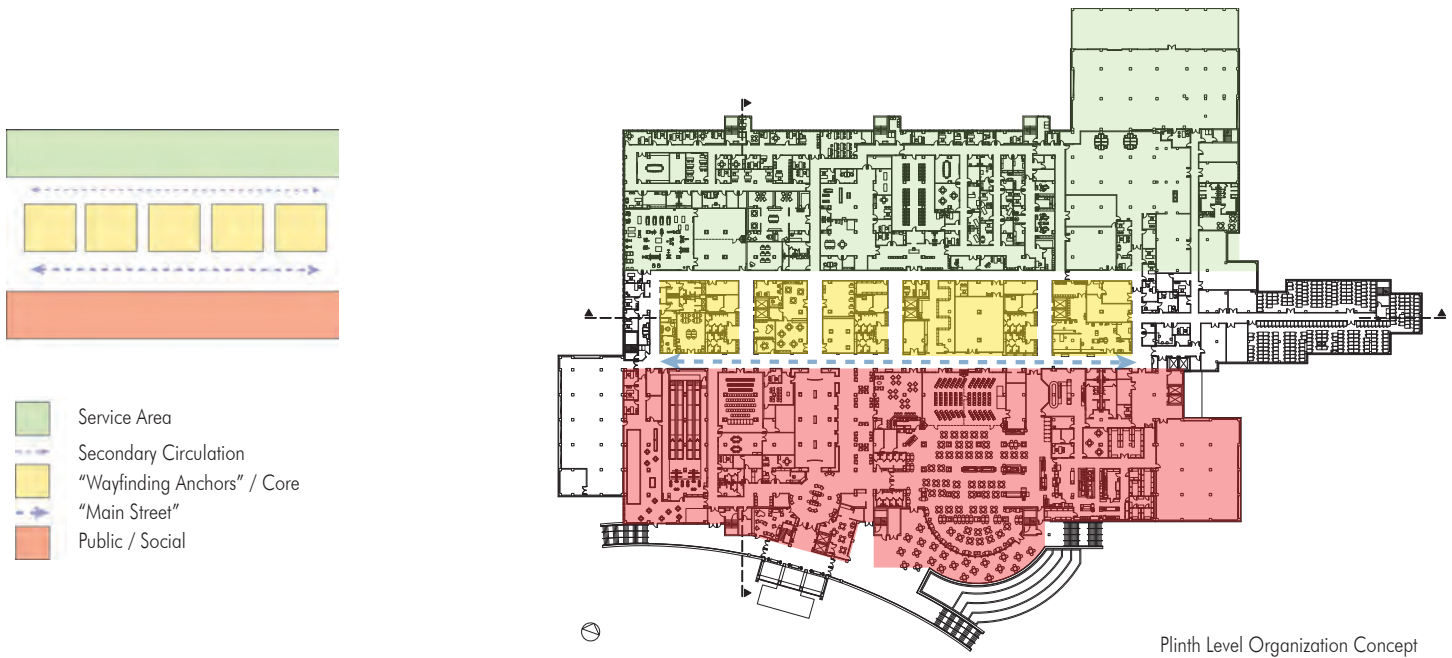 Service Area
Secondary Circulation
“Wayfinding Anchors” / Core
“Main Street”
Public / Social
Plinth Level Organization Concept